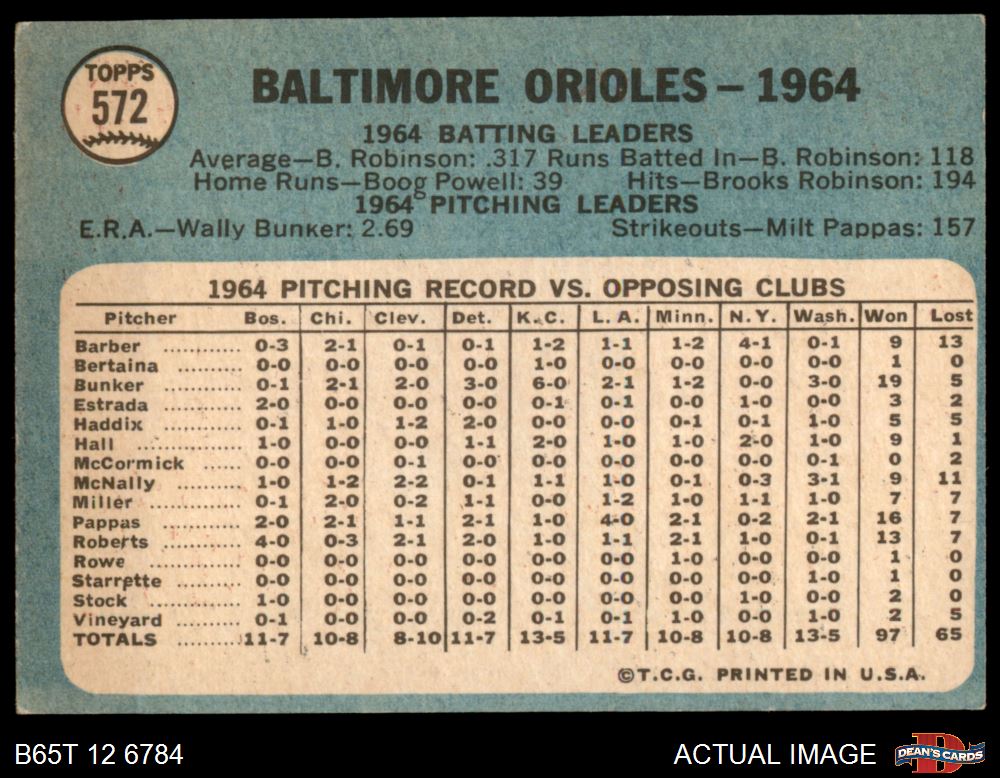 TOPPS
572
BALTIMORE ORIOLES – 1964
1964 BATTING LEADERS
Average—B. Robinson: .317 Runs Batted In—B. Robinson: 118
Home Runs—Boog Powell: 39 Hits—Brooks Robinson: 194
1964 PITCHING LEADERS
E.R.A.—Wally Bunker: 2.69 Strikeouts—Milt Pappas: 157
1964 PITCHING RECORD VS. OPPOSING CLUBS
Pitcher Bos. Chi. Clev. Det. K.C. L.A. Minn. N.Y. Wash. Won Lost
Barber ............ 0-3 2-1 0-1 0-1 1-2 1-1 1-2 4-1 0-1 9 13
Bertaina .......... 0-0 0-0 0-0 0-0 1-0 0-0 0-0 0-0 0-0 1 0
Bunker ............ 0-1 2-1 2-0 3-0 6-0 2-1 1-2 0-0 3-0 19 5
Estrada ........... 2-0 0-0 0-0 0-0 0-1 0-1 0-0 1-0 0-0 3 2
Haddix ............ 0-1 1-0 1-2 2-0 0-0 0-0 0-1 0-1 1-0 5 5
Hall ................ 1-0 0-0 0-0 1-1 2-0 1-0 1-0 2-0 1-0 9 1
McCormick ...... 0-0 0-0 0-1 0-0 0-0 0-0 0-0 0-0 0-1 0 2
McNally ........... 1-0 1-2 2-2 0-1 1-1 1-0 0-1 0-3 3-1 9 11
Miller .............. 0-1 2-0 0-2 1-1 0-0 1-2 1-0 1-1 1-0 7 7
Pappas ............ 2-0 2-1 1-1 2-1 1-0 4-0 2-1 0-2 2-1 16 7
Roberts ........... 4-0 0-3 2-1 2-0 1-0 1-1 2-1 1-0 0-1 13 7
Rowe .............. 0-0 0-0 0-0 0-0 0-0 0-0 1-0 0-0 0-0 1 0
Starrette .......... 0-0 0-0 0-0 0-0 0-0 0-0 0-0 0-0 1-0 1 0
Stock .............. 1-0 0-0 0-0 0-0 0-0 0-0 0-0 1-0 0-0 2 0
Vineyard ......... 0-1 0-0 0-0 0-2 0-1 0-1 1-0 0-0 1-0 2 5
TOTALS .......... 11-7 10-8 8-10 11-7 13-5 11-7 10-8 10-8 13-5 97 65
©T.C.G. PRINTED IN U.S.A.
B65T 12 6784 ACTUAL IMAGE DEAN'S CARDS